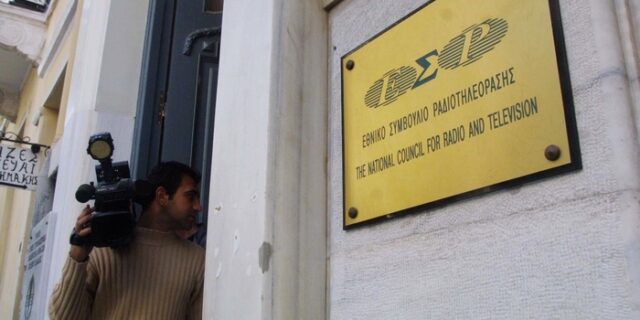 ΕΣΡ
ΕΘΝΙΚΟ ΣΥΜΒΟΥΛΙΟ ΡΑΔΙΟΤΗΛΕΟΡΑΣΗΣ
THE NATIONAL COUNCIL FOR RADIO AND TELEVISION